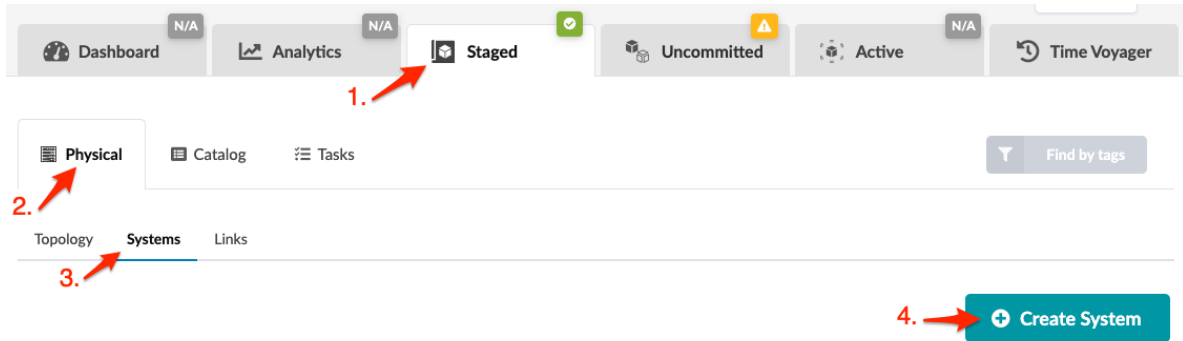 N/A N/A N/A
Dashboard Analytics Staged Uncommitted Active Time Voyager
1.
Physical Catalog Tasks Find by tags
2.
Topology Systems Links
3.
4. Create System